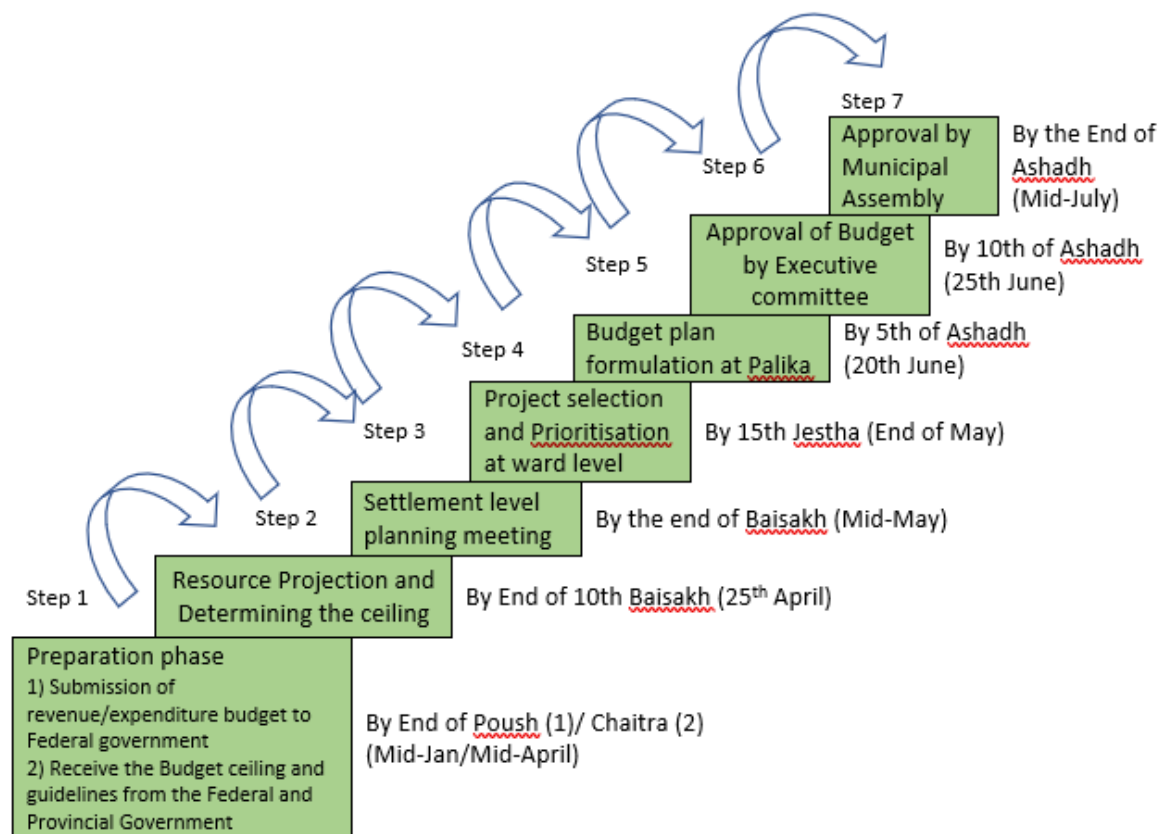 Step 1
Preparation phase
1) Submission of
revenue/expenditure budget to
Federal government
2) Receive the Budget ceiling and
guidelines from the Federal and
Provincial Government
By End of Poush (1)/ Chaitra (2)
(Mid-Jan/Mid-April)
Step 2
Resource Projection and
Determining the ceiling
By End of 10th Baisakh (25th April)
Step 3
Settlement level
planning meeting
By the end of Baisakh (Mid-May)
Step 4
Project selection
and Prioritisation
at ward level
By 15th Jestha (End of May)
Step 5
Budget plan
formulation at Palika
By 5th of Ashadh
(20th June)
Step 6
Approval of Budget
by Executive
committee
By 10th of Ashadh
(25th June)
Step 7
Approval by
Municipal
Assembly
By the End of
Ashadh
(Mid-July)